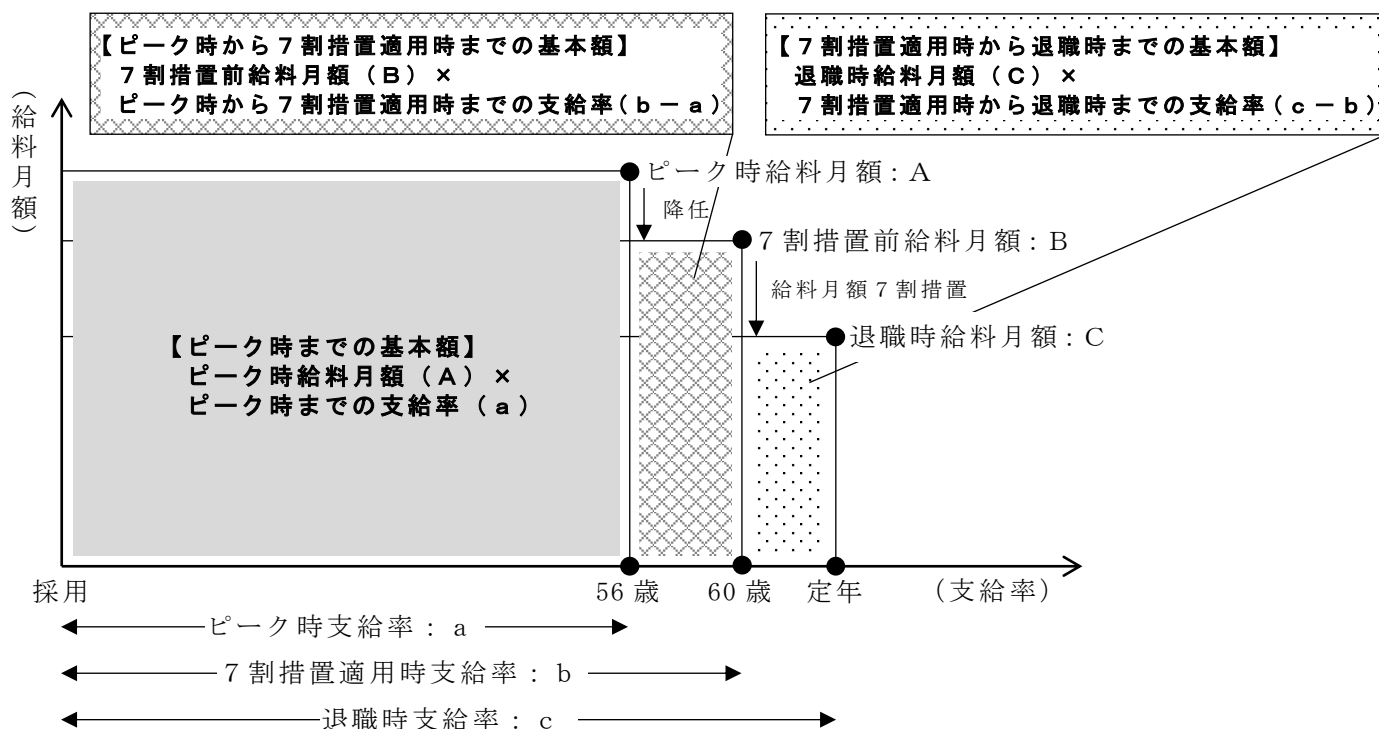 【ピーク時から７割措置適用時までの基本額】
７割措置前給料月額（Ｂ）×
ピーク時から７割措置適用時までの支給率(ｂ－ａ)
【７割措置適用時から退職時までの基本額】
退職時給料月額（Ｃ）×
７割措置適用時から退職時までの支給率(ｃ－ｂ)
（給料月額）
ピーク時給料月額：A
降任
７割措置前給料月額：B
給料月額７割措置
退職時給料月額：C
【ピーク時までの基本額】
ピーク時給料月額（Ａ）×
ピーク時までの支給率（ａ）
採用
56 歳
60 歳
定年
（支給率）
ピーク時支給率：a
７割措置適用時支給率：b
退職時支給率：c